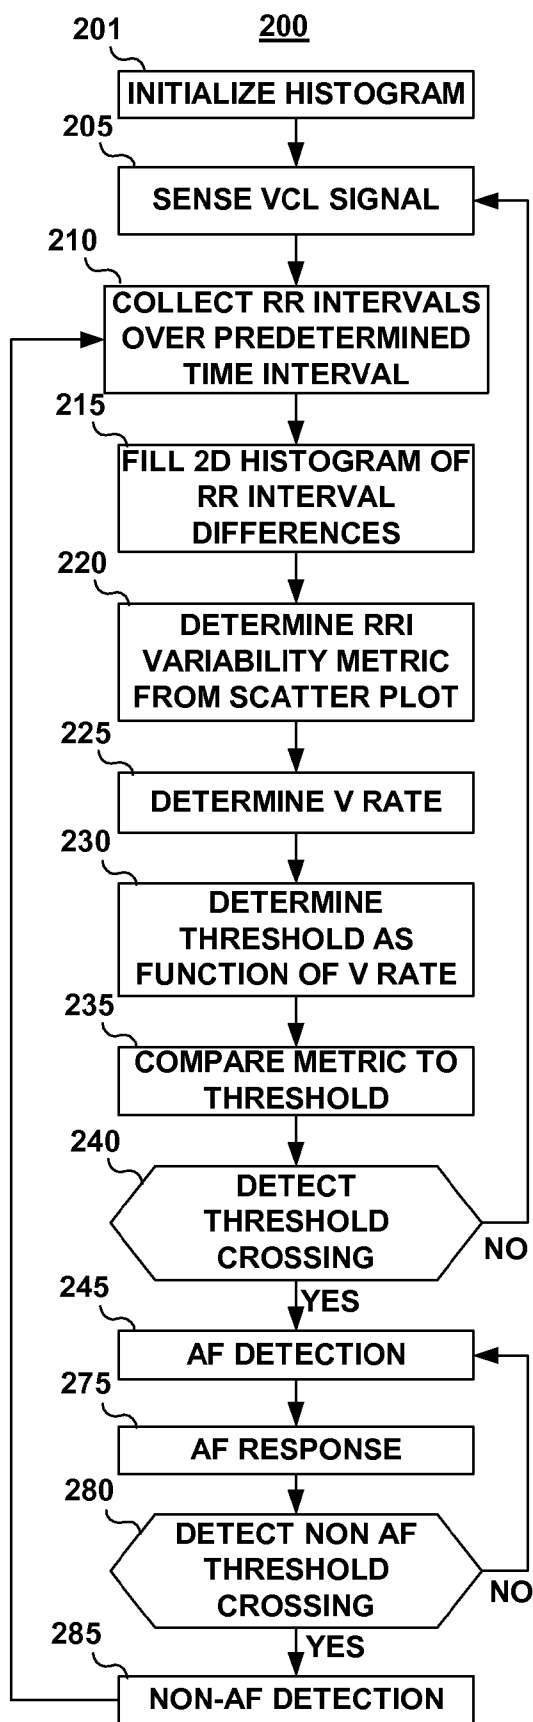 200
201
INITIALIZE HISTOGRAM
205
SENSE VCL SIGNAL
210
COLLECT RR INTERVALS
OVER PREDETERMINED
TIME INTERVAL
215
FILL 2D HISTOGRAM OF
RR INTERVAL
DIFFERENCES
220
DETERMINE RRI
VARIABILITY METRIC
FROM SCATTER PLOT
225
DETERMINE V RATE
230
DETERMINE
THRESHOLD AS
FUNCTION OF V RATE
235
COMPARE METRIC TO
THRESHOLD
240
DETECT
THRESHOLD
CROSSING
NO
YES
245
AF DETECTION
275
AF RESPONSE
280
DETECT NON AF
THRESHOLD
CROSSING
NO
YES
285
NON-AF DETECTION